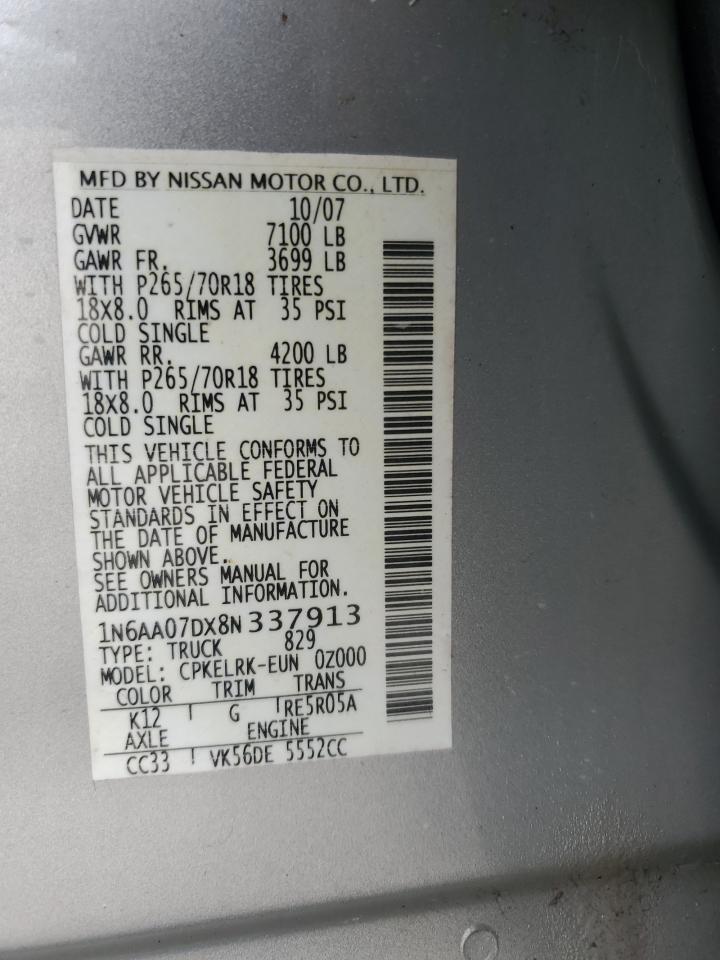 MFD BY NISSAN MOTOR CO., LTD.
DATE 10/07
GVWR 7100 LB
GAWR FR. 3699 LB
WITH P265/70R18 TIRES
18X8.0 RIMS AT 35 PSI
COLD SINGLE
GAWR RR. 4200 LB
WITH P265/70R18 TIRES
18X8.0 RIMS AT 35 PSI
COLD SINGLE
THIS VEHICLE CONFORMS TO
ALL APPLICABLE FEDERAL
MOTOR VEHICLE SAFETY
STANDARDS IN EFFECT ON
THE DATE OF MANUFACTURE
SHOWN ABOVE.
SEE OWNERS MANUAL FOR
ADDITIONAL INFORMATION.
1N6AA07DX8N337913
TYPE: TRUCK 829
MODEL: CPKELRK-EUN 0Z000
COLOR TRIM TRANS
K12 G RE5R05A
AXLE ENGINE
CC33 VK56DE 5552CC